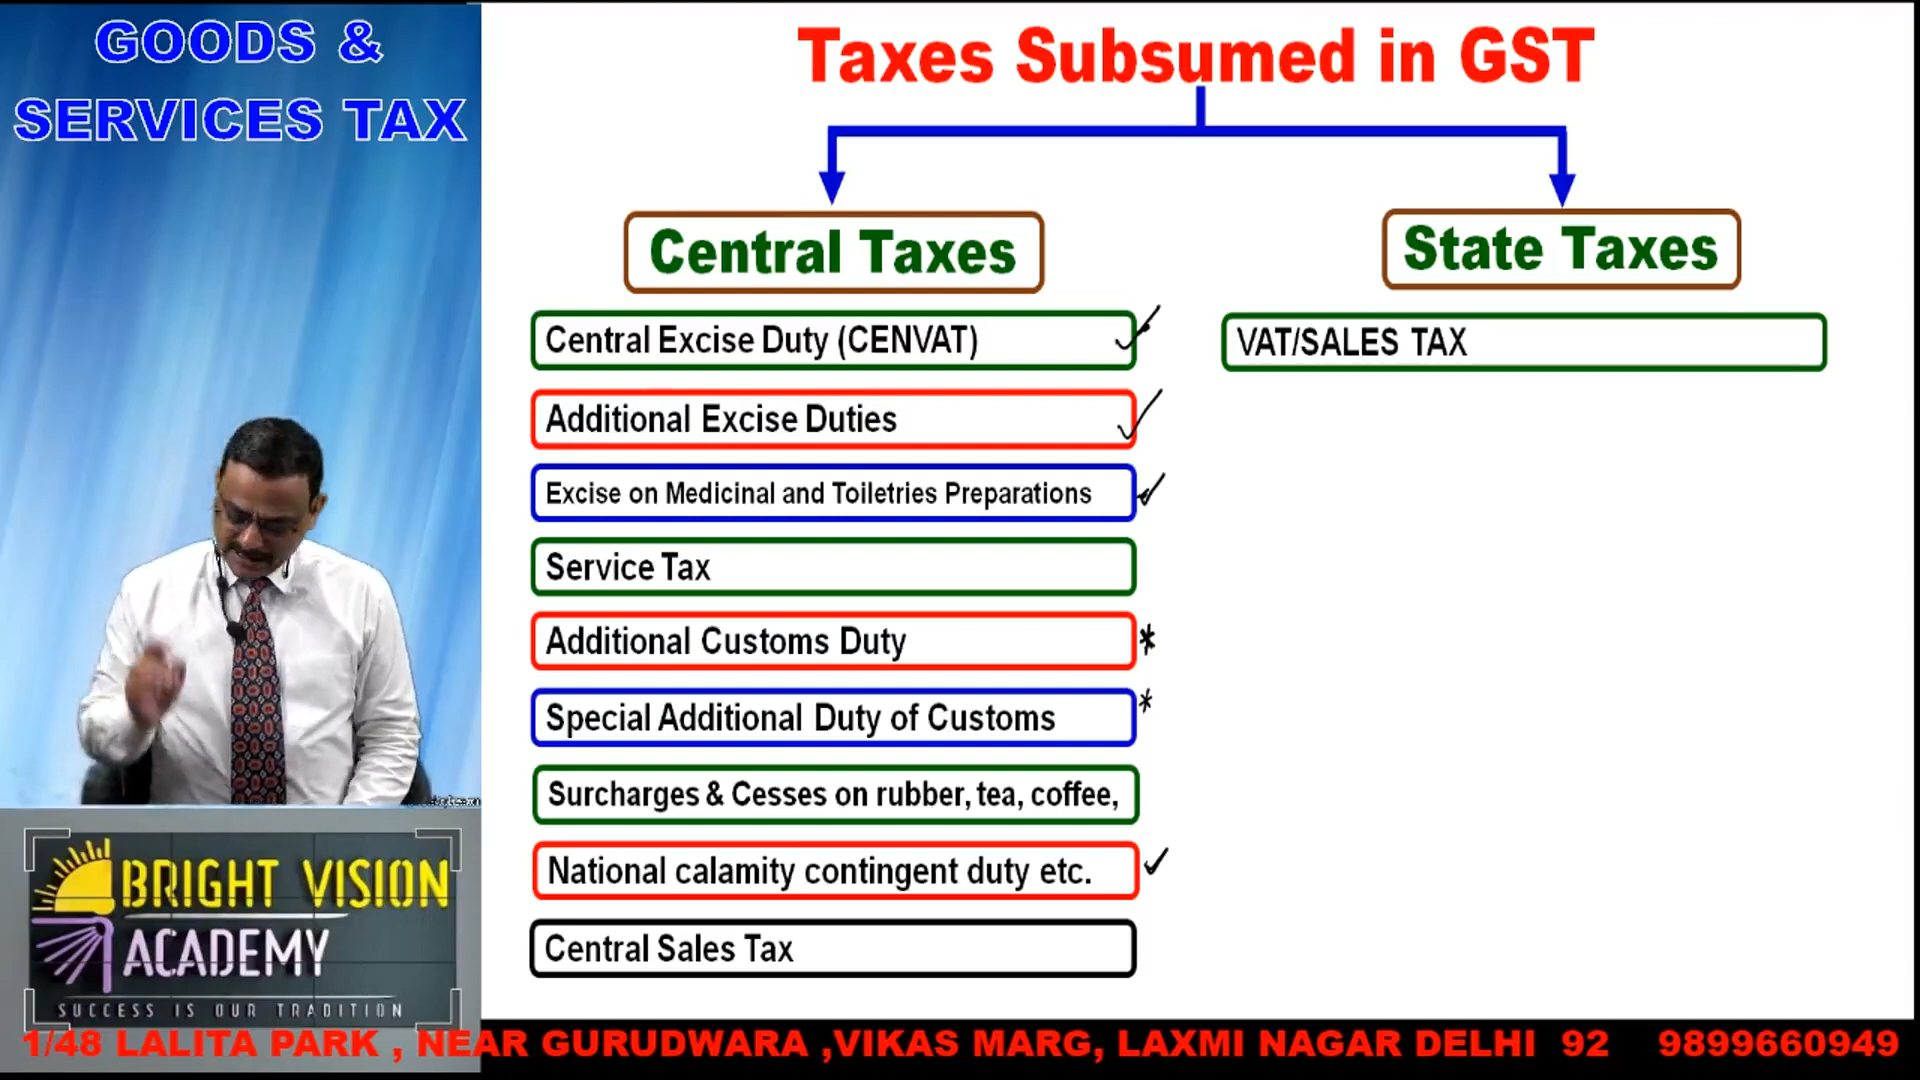 GOODS &
SERVICES TAX
Taxes Subsumed in GST
Central Taxes
Central Excise Duty (CENVAT)
Additional Excise Duties
Excise on Medicinal and Toiletries Preparations
Service Tax
Additional Customs Duty
Special Additional Duty of Customs
Surcharges & Cesses on rubber, tea, coffee,
National calamity contingent duty etc.
Central Sales Tax
State Taxes
VAT/SALES TAX
BRIGHT VISION
ACADEMY
SUCCESS IS OUR TRADITION
1/48 LALITA PARK , NEAR GURUDWARA ,VIKAS MARG, LAXMI NAGAR DELHI 92 9899660949